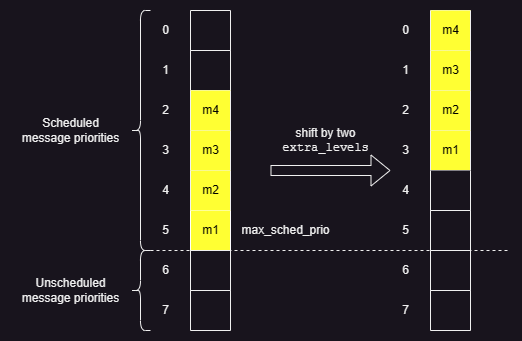 Scheduled
message priorities
Unscheduled
message priorities
0
1
2 m4
3 m3
4 m2
5 m1 max_sched_prio
6
7
shift by two
extra_levels
0 m4
1 m3
2 m2
3 m1
4
5
6
7